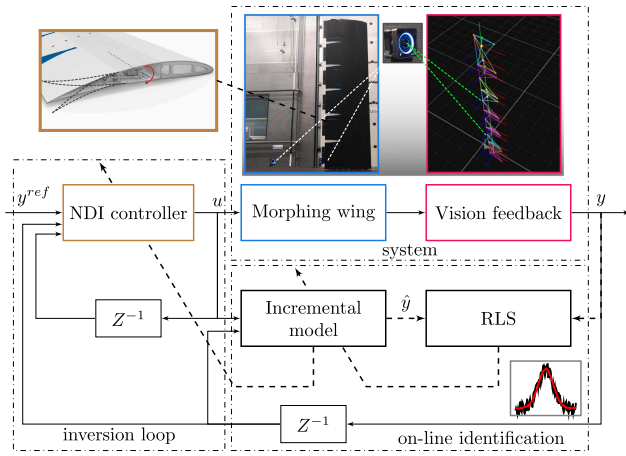 y^{ref}
NDI controller
u
Morphing wing
Vision feedback
y
system
Z^{-1}
Incremental
model
ŷ
RLS
Z^{-1}
inversion loop
on-line identification